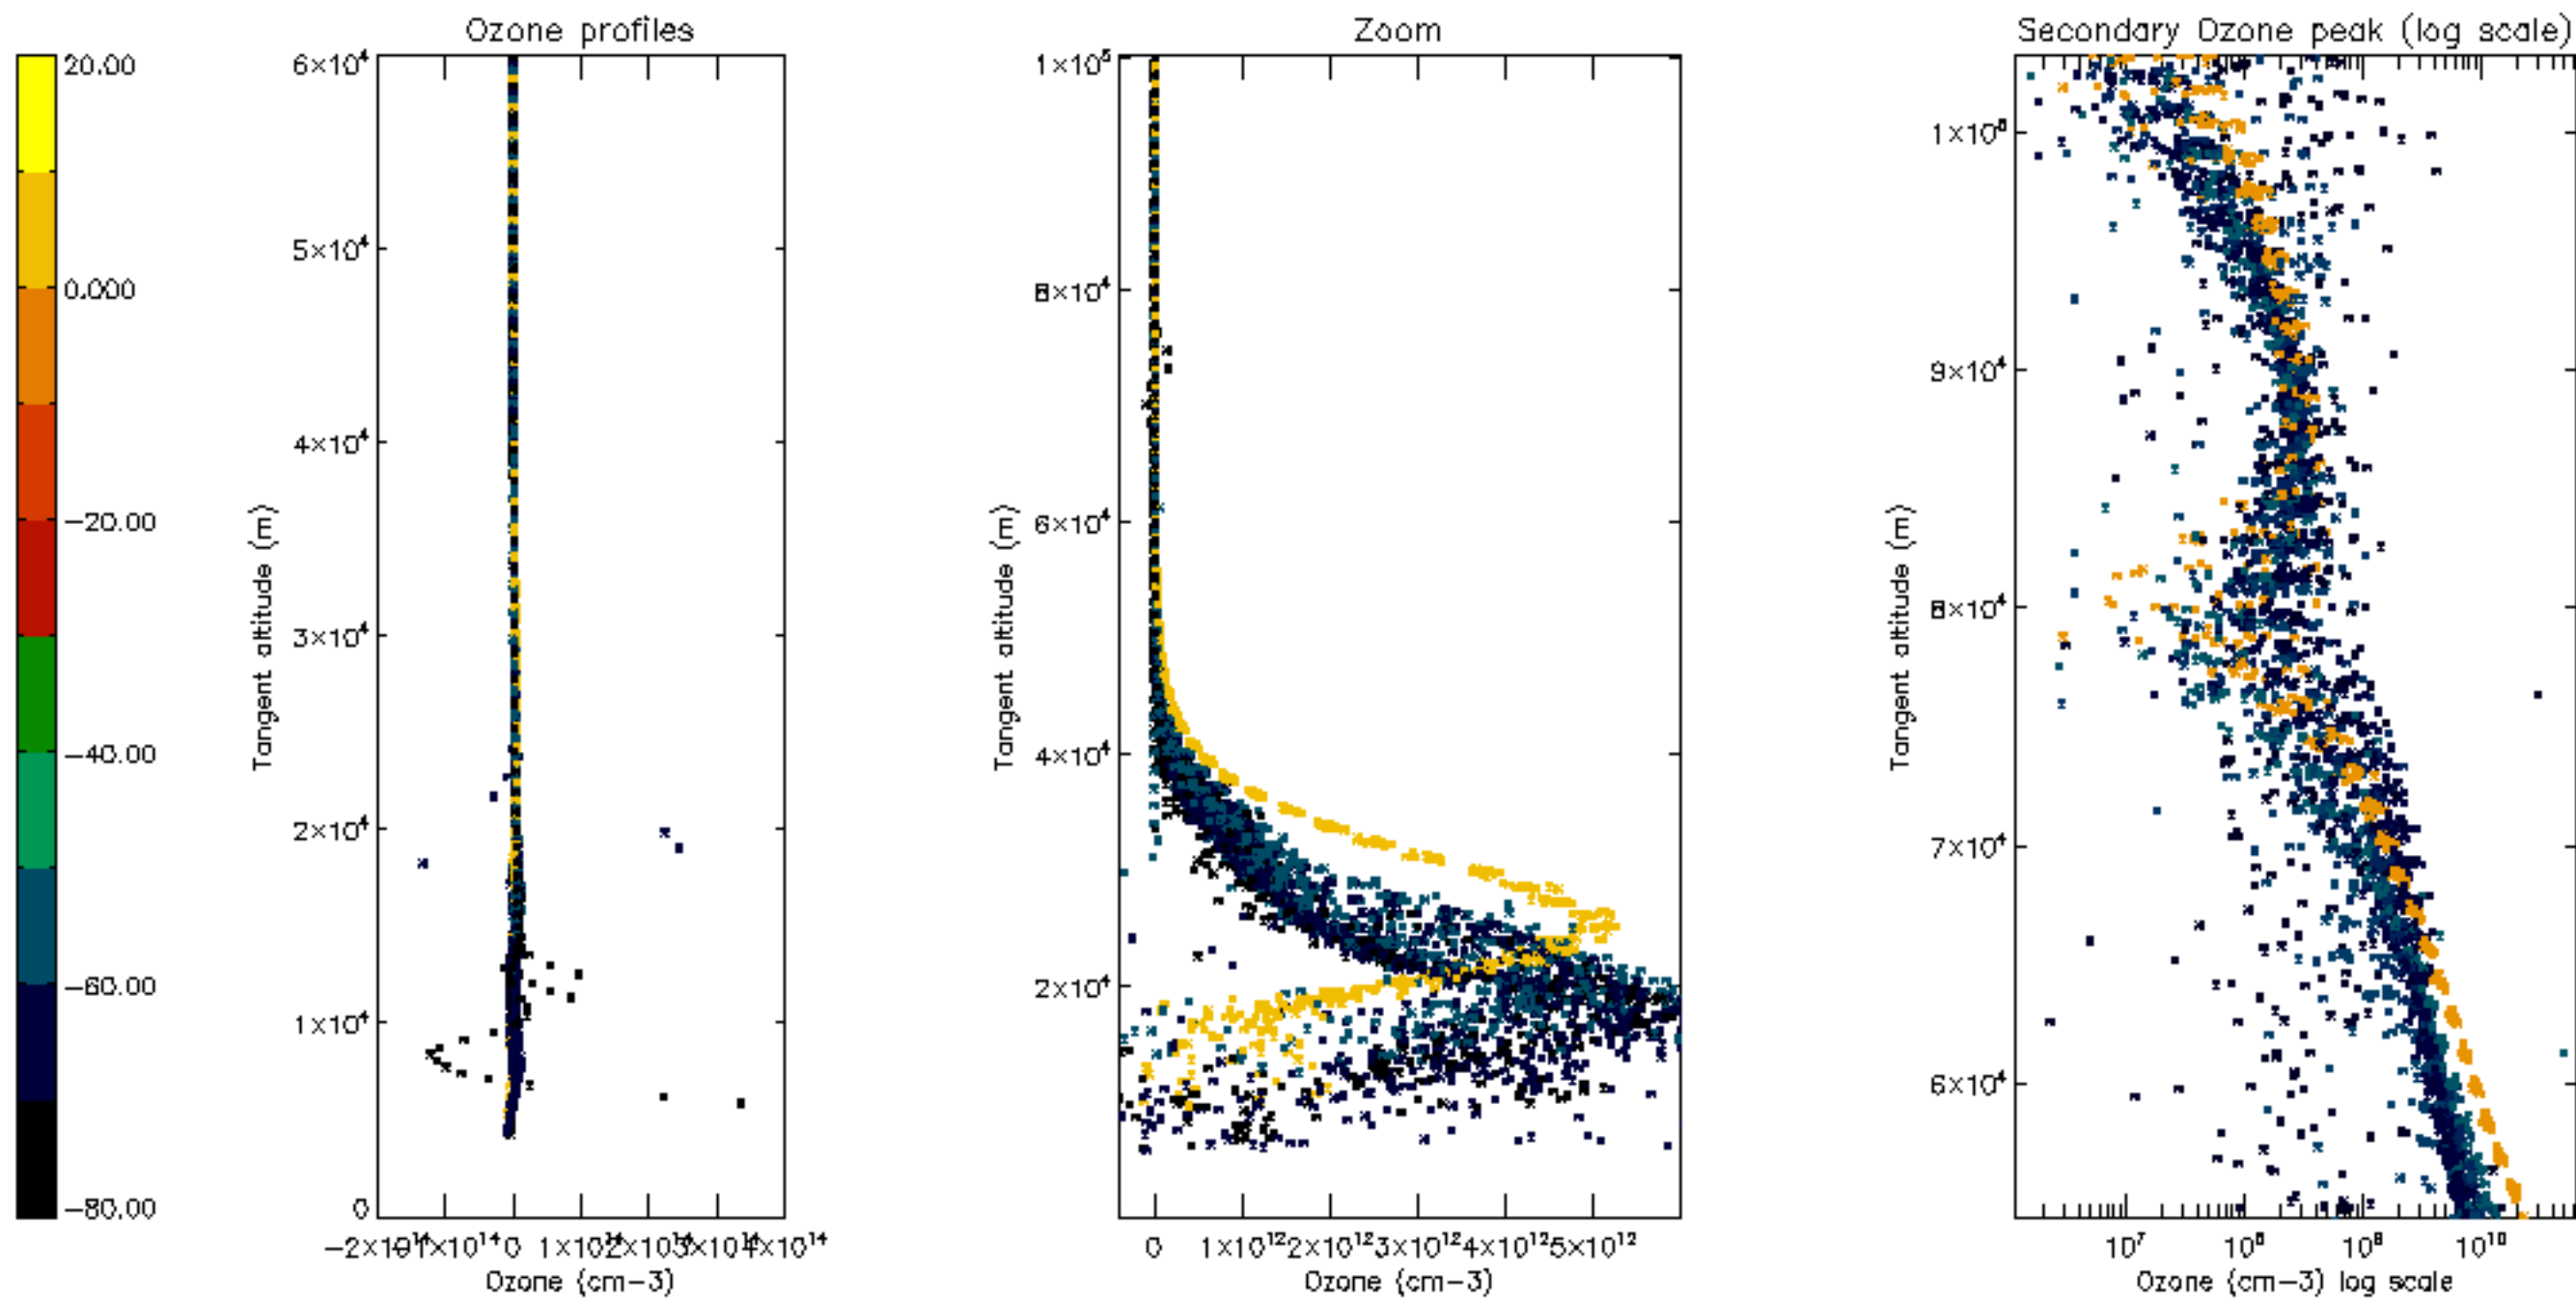 Ozone profiles
Zoom
Secondary Ozone peak (log scale)
20.00
0.000
-20.00
-40.00
-60.00
-80.00
6×10⁴
5×10⁴
4×10⁴
3×10⁴
2×10⁴
1×10⁴
0
Tangent altitude (m)
0
Ozone (cm-3)
1×10⁵
8×10⁴
6×10⁴
4×10⁴
2×10⁴
Tangent altitude (m)
0 1×10¹² 2×10¹² 3×10¹² 4×10¹² 5×10¹²
Ozone (cm-3)
9×10⁴
8×10⁴
7×10⁴
6×10⁴
Tangent altitude (m)
10⁷ 10⁸ 10⁹ 10¹⁰
Ozone (cm-3) log scale